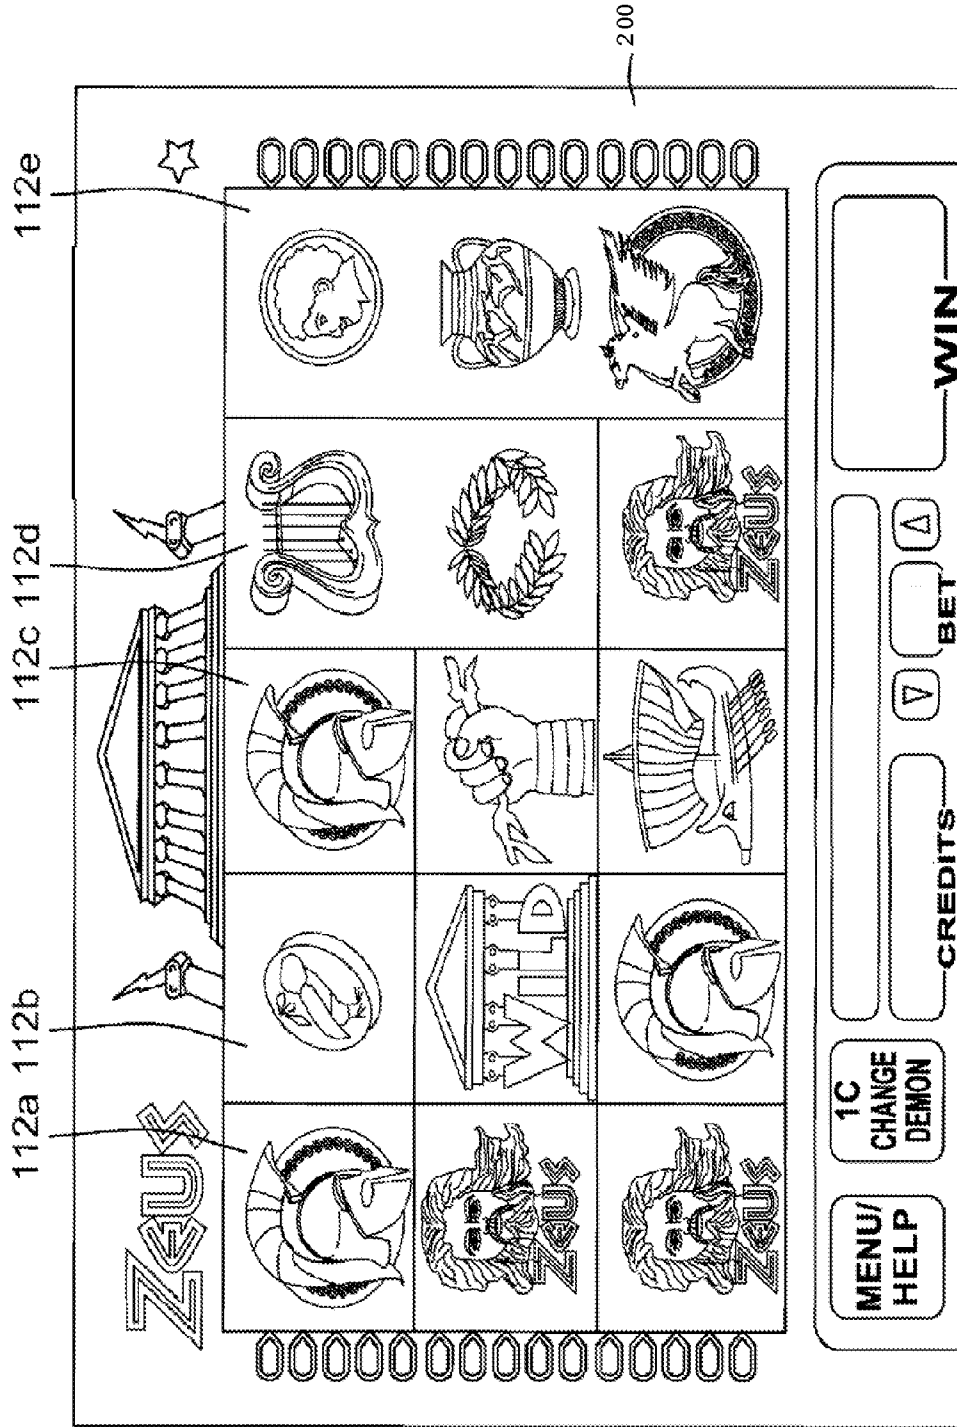 112a 112b 112c 112d 112e
ZEUS
200
WILD
ZEUS
ZEUS
ZEUS
MENU/
HELP
1C
CHANGE
DEMON
CREDITS
BET
WIN